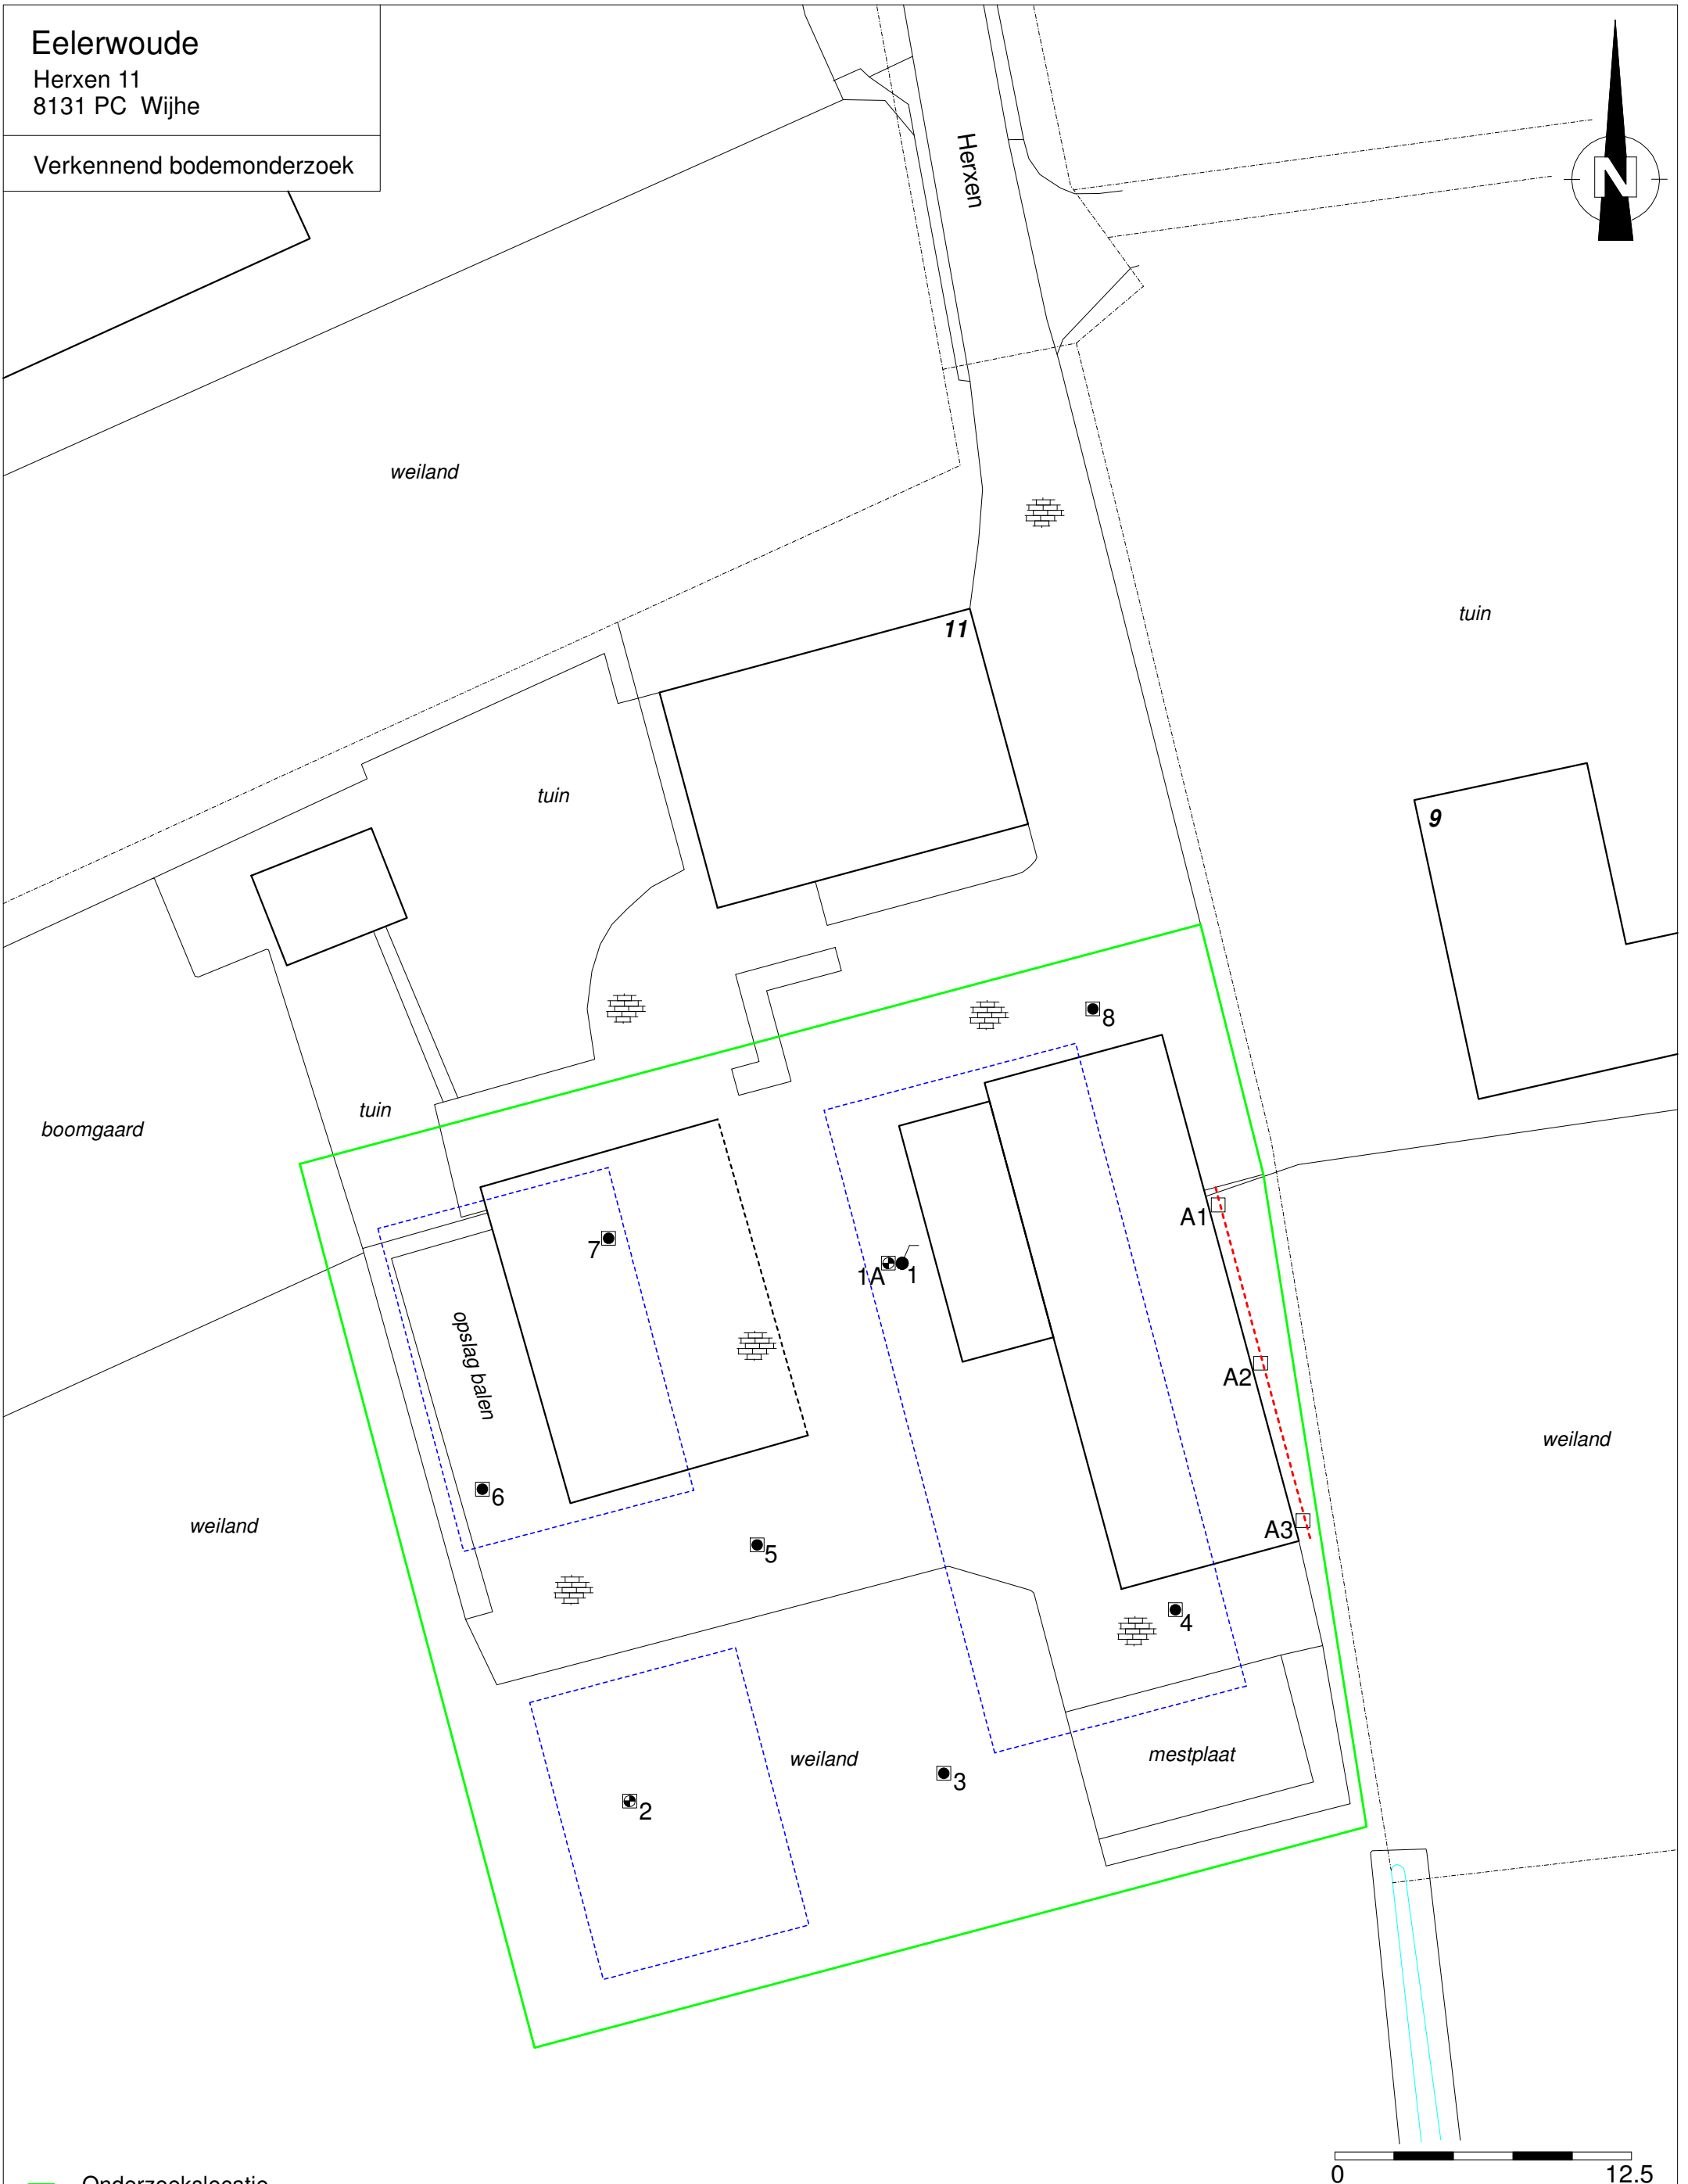 Eelerwoude
Herxen 11
8131 PC Wijhe
Verkennend bodemonderzoek
Herxen
N
weiland
tuin
11
tuin
9
8
boomgaard
tuin
A1
7
1A
1
opslag balen
A2
weiland
6
weiland
A3
5
4
weiland
mestplaat
3
2
0
12.5
Onderzoekslocatie